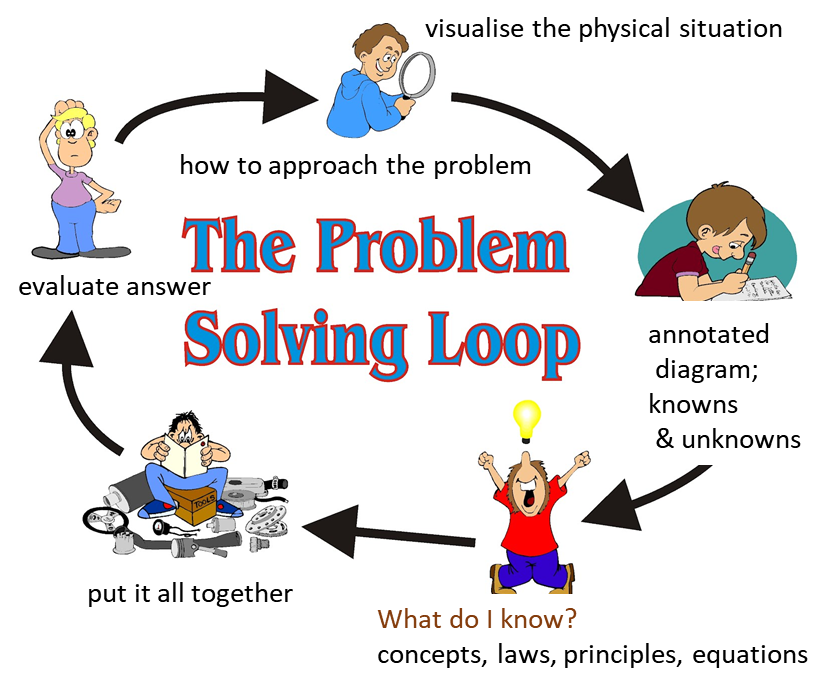 visualise the physical situation
how to approach the problem
The Problem
Solving Loop
evaluate answer
annotated
diagram;
knowns
& unknowns
TOOLS
put it all together
What do I know?
concepts, laws, principles, equations